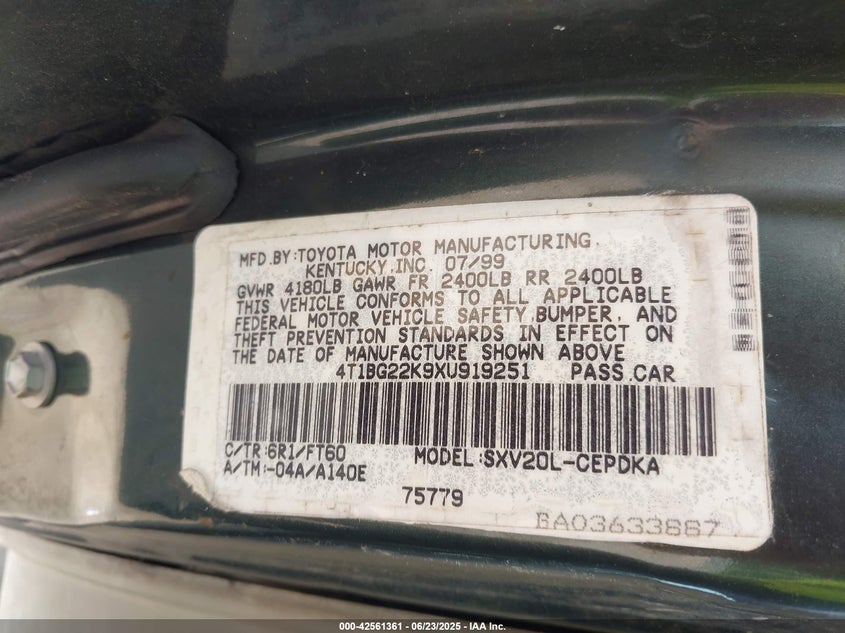 MFD.BY:TOYOTA MOTOR MANUFACTURING,
KENTUCKY,INC. 07/99
GVWR 4180LB GAWR FR 2400LB RR 2400LB
THIS VEHICLE CONFORMS TO ALL APPLICABLE
FEDERAL MOTOR VEHICLE SAFETY,BUMPER, AND
THEFT PREVENTION STANDARDS IN EFFECT ON
THE DATE OF MANUFACTURE SHOWN ABOVE
4T1BG22K9XU919251 PASS.CAR
C/TR:6R1/FT60 MODEL:SXV20L-CEPDKA
A/TM:-04A/A140E
75779
BA03633887
000-42561361 | 06/23/2025 - IAA Inc.